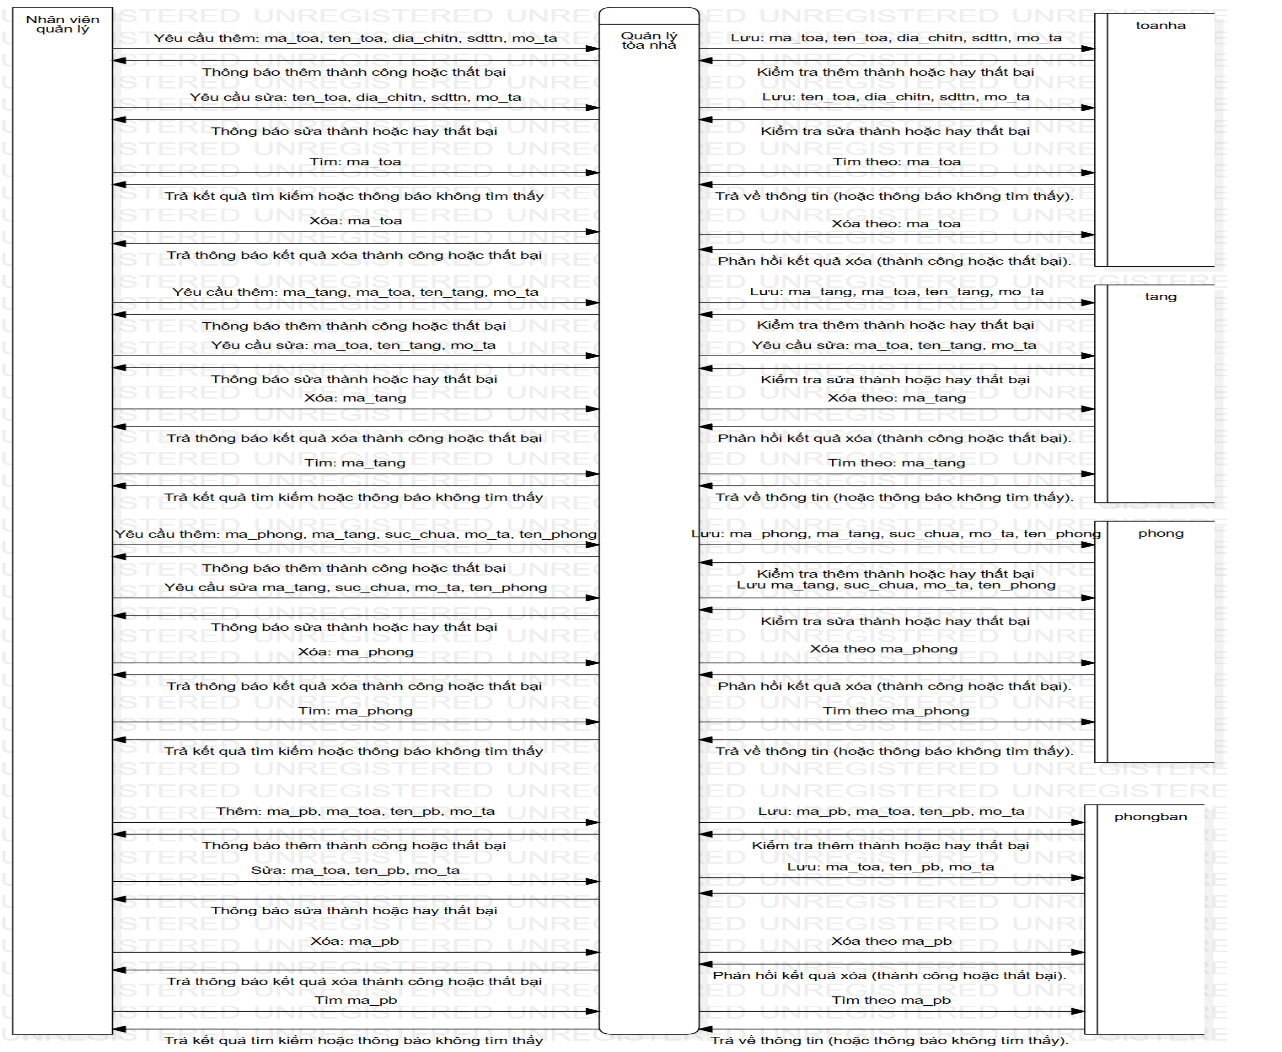 Nhân viên
quản lý
Quản lý
tòa nhà
toanha
Yêu cầu thêm: ma_toa, ten_toa, dia_chitn, sdttn, mo_ta
Lưu: ma_toa, ten_toa, dia_chitn, sdttn, mo_ta
Thông báo thêm thành công hoặc thất bại
Kiểm tra thêm thành hoặc hay thất bại
Yêu cầu sửa: ten_toa, dia_chitn, sdttn, mo_ta
Lưu: ten_toa, dia_chitn, sdttn, mo_ta
Thông báo sửa thành hoặc hay thất bại
Kiểm tra sửa thành hoặc hay thất bại
Tìm: ma_toa
Tìm theo: ma_toa
Trả kết quả tìm kiếm hoặc thông báo không tìm thấy
Trả về thông tin (hoặc thông báo không tìm thấy).
Xóa: ma_toa
Xóa theo: ma_toa
Trả thông báo kết quả xóa thành công hoặc thất bại
Phản hồi kết quả xóa (thành công hoặc thất bại).
tang
Yêu cầu thêm: ma_tang, ma_toa, ten_tang, mo_ta
Lưu: ma_tang, ma_toa, ten_tang, mo_ta
Thông báo thêm thành công hoặc thất bại
Kiểm tra thêm thành hoặc hay thất bại
Yêu cầu sửa: ma_toa, ten_tang, mo_ta
Yêu cầu sửa: ma_toa, ten_tang, mo_ta
Thông báo sửa thành hoặc hay thất bại
Kiểm tra sửa thành hoặc hay thất bại
Xóa: ma_tang
Xóa theo: ma_tang
Trả thông báo kết quả xóa thành công hoặc thất bại
Phản hồi kết quả xóa (thành công hoặc thất bại).
Tìm: ma_tang
Tìm theo: ma_tang
Trả kết quả tìm kiếm hoặc thông báo không tìm thấy
Trả về thông tin (hoặc thông báo không tìm thấy).
phong
Yêu cầu thêm: ma_phong, ma_tang, suc_chua, mo_ta, ten_phong
Lưu: ma_phong, ma_tang, suc_chua, mo_ta, ten_phong
Thông báo thêm thành công hoặc thất bại
Kiểm tra thêm thành hoặc hay thất bại
Yêu cầu sửa ma_tang, suc_chua, mo_ta, ten_phong
Lưu ma_tang, suc_chua, mo_ta, ten_phong
Thông báo sửa thành hoặc hay thất bại
Kiểm tra sửa thành hoặc hay thất bại
Xóa: ma_phong
Xóa theo ma_phong
Trả thông báo kết quả xóa thành công hoặc thất bại
Phản hồi kết quả xóa (thành công hoặc thất bại).
Tìm: ma_phong
Tìm theo ma_phong
Trả kết quả tìm kiếm hoặc thông báo không tìm thấy
Trả về thông tin (hoặc thông báo không tìm thấy).
phongban
Thêm: ma_pb, ma_toa, ten_pb, mo_ta
Lưu: ma_pb, ma_toa, ten_pb, mo_ta
Thông báo thêm thành công hoặc thất bại
Kiểm tra thêm thành hoặc hay thất bại
Sửa: ma_toa, ten_pb, mo_ta
Lưu: ma_toa, ten_pb, mo_ta
Thông báo sửa thành hoặc hay thất bại
Xóa: ma_pb
Xóa theo ma_pb
Trả thông báo kết quả xóa thành công hoặc thất bại
Phản hồi kết quả xóa (thành công hoặc thất bại).
Tìm ma_pb
Tìm theo ma_pb
Trả kết quả tìm kiếm hoặc thông báo không tìm thấy
Trả về thông tin (hoặc thông báo không tìm thấy).